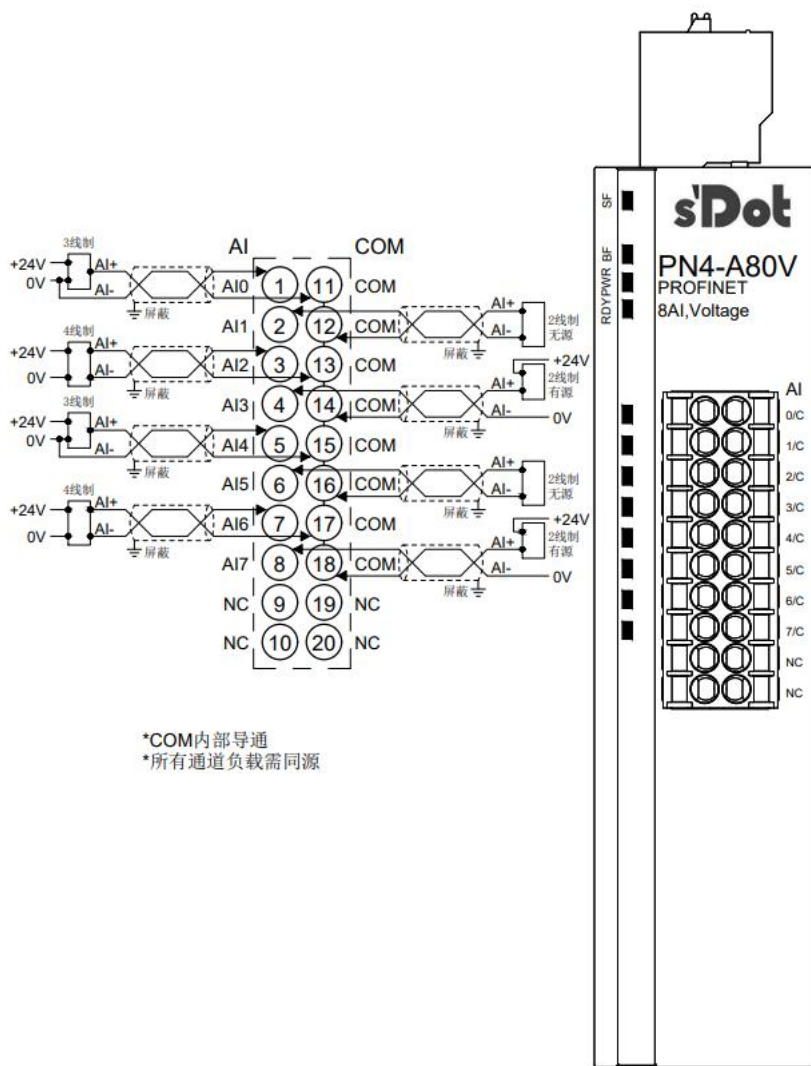 s'Dot
PN4-A80V
PROFINET
8AI,Voltage
SF
BF
PWR
RDY
AI COM
3线制
+24V AI+
0V AI-
屏蔽
AI0 1 11 COM
AI+ 2线制
AI- 无源
屏蔽
AI1 2 12 COM
4线制
+24V AI+
0V AI-
屏蔽
AI2 3 13 COM
+24V
AI+ 2线制
有源
AI- 0V
屏蔽
AI3 4 14 COM
3线制
+24V AI+
0V AI-
屏蔽
AI4 5 15 COM
AI+ 2线制
AI- 无源
屏蔽
AI5 6 16 COM
4线制
+24V AI+
0V AI-
屏蔽
AI6 7 17 COM
+24V
AI+ 2线制
有源
AI- 0V
屏蔽
AI7 8 18 COM
NC 9 19 NC
NC 10 20 NC
*COM内部导通
*所有通道负载需同源
AI
0/C
1/C
2/C
3/C
4/C
5/C
6/C
7/C
NC
NC